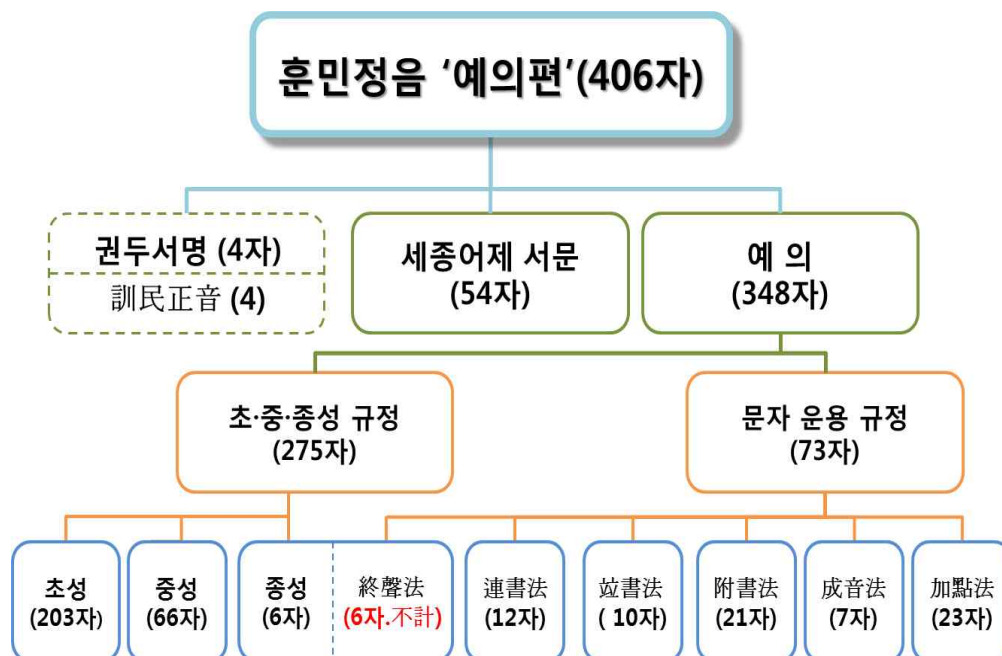 훈민정음 ‘예의편’(406자)
권두서명 (4자)
訓民正音 (4)
세종어제 서문
(54자)
예 의
(348자)
초·중·종성 규정
(275자)
문자 운용 규정
(73자)
초성
(203자)
중성
(66자)
종성
(6자)
終聲法
(6자.不計)
連書法
(12자)
竝書法
( 10자)
附書法
(21자)
成音法
(7자)
加點法
(23자)